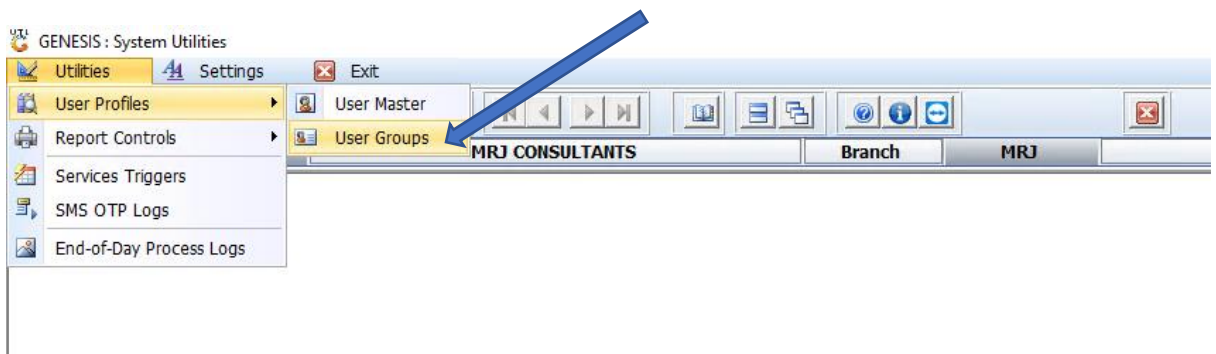 GENESIS : System Utilities
Utilities Settings Exit
User Profiles User Master
Report Controls User Groups
MRJ CONSULTANTS Branch MRJ
Services Triggers
SMS OTP Logs
End-of-Day Process Logs